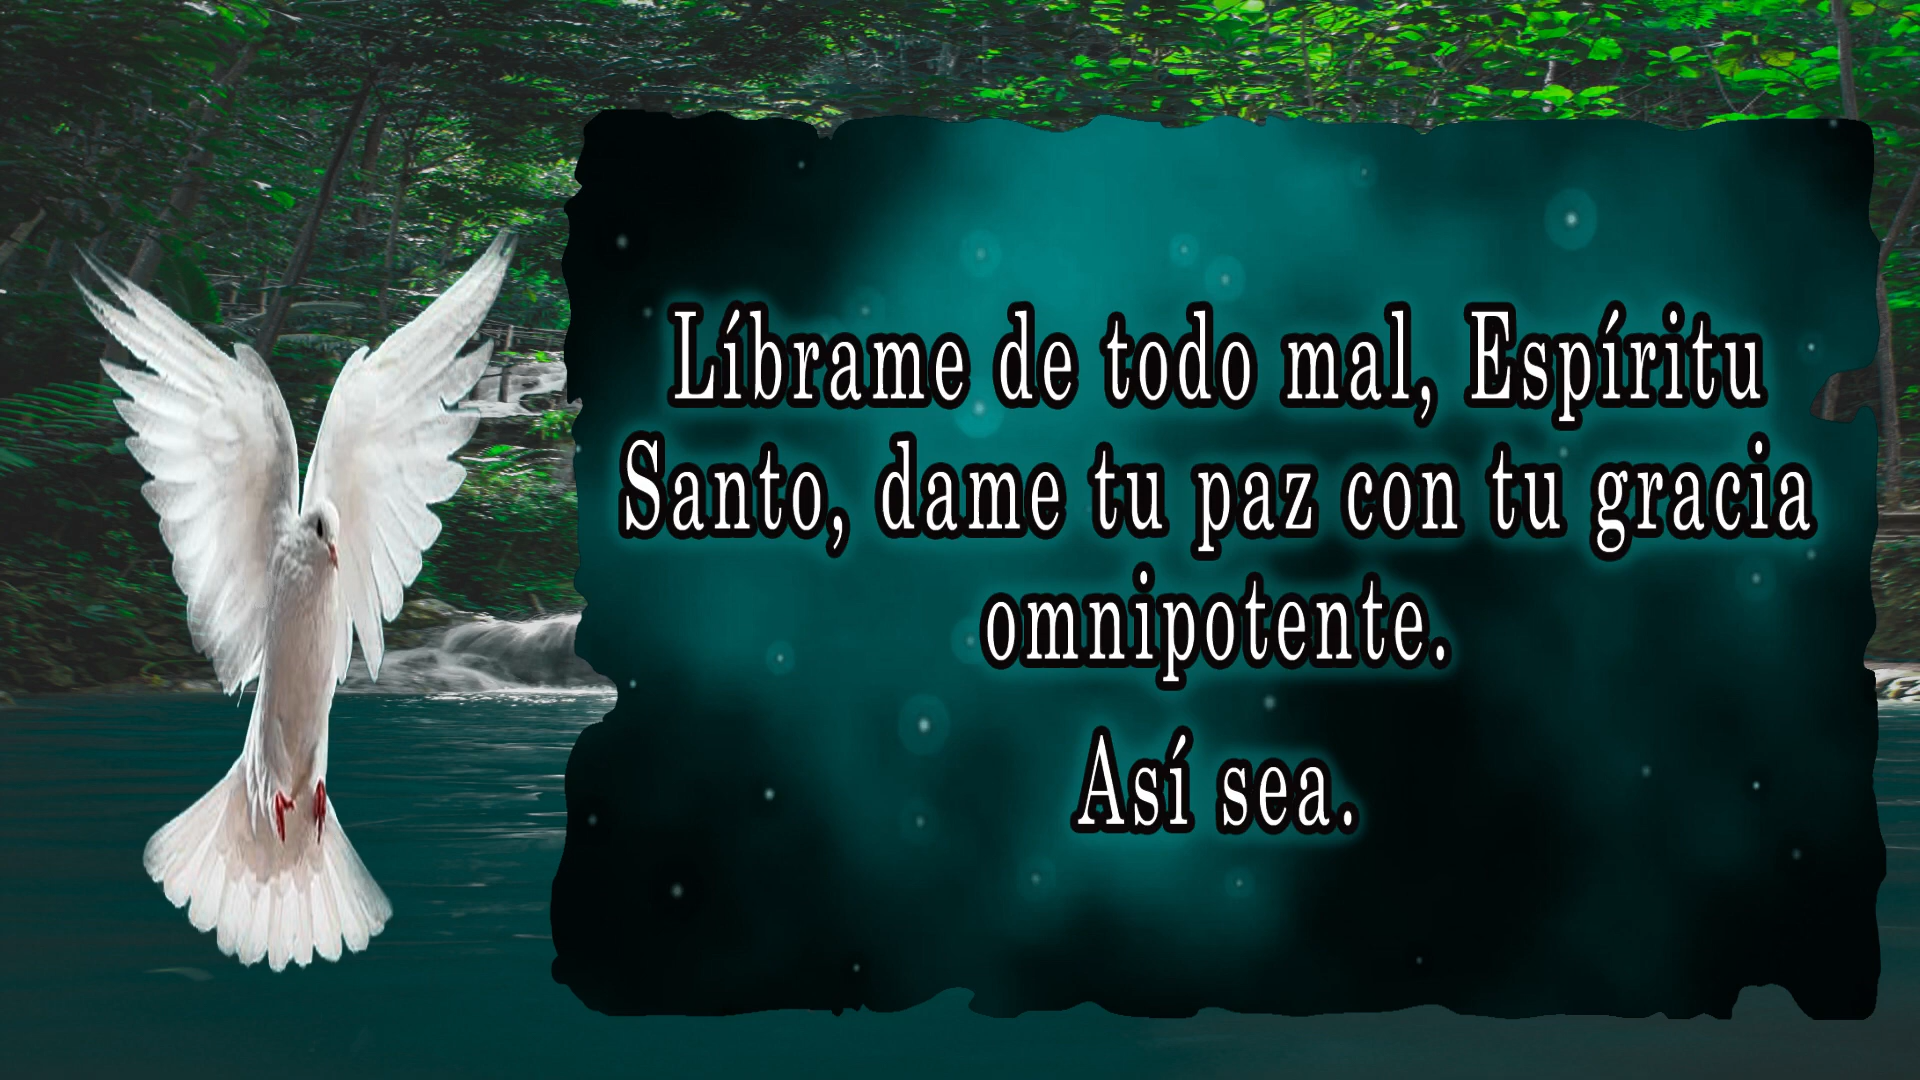 Líbrame de todo mal, Espíritu
Santo, dame tu paz con tu gracia
omnipotente.
Así sea.